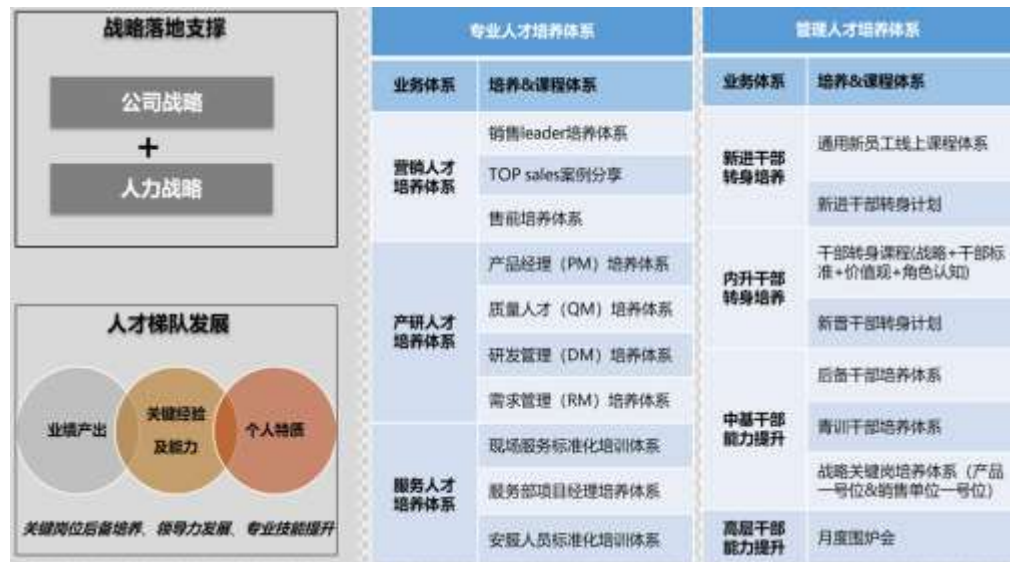 战略落地支撑
公司战略
+
人力战略
人才梯队发展
业绩产出
关键经验
及能力
个人特质
关键岗位后备培养、领导力发展、专业技能提升
专业人才培养体系
业务体系
培养&课程体系
营销人才
培养体系
销售leader培养体系
TOP sales案例分享
售前培养体系
产研人才
培养体系
产品经理（PM）培养体系
质量人才（QM）培养体系
研发管理（DM）培养体系
需求管理（RM）培养体系
服务人才
培养体系
现场服务标准化培训体系
服务部项目经理培养体系
安服人员标准化培训体系
管理人才培养体系
业务体系
培养&课程体系
新进干部
转身培养
通用新员工线上课程体系
新进干部转身计划
内升干部
转身培养
干部转身课程(战略+干部标
准+价值观+角色认知)
新晋干部转身计划
中基干部
能力提升
后备干部培养体系
青训干部培养体系
战略关键岗培养体系（产品
一号位&销售单位一号位）
高层干部
能力提升
月度围炉会